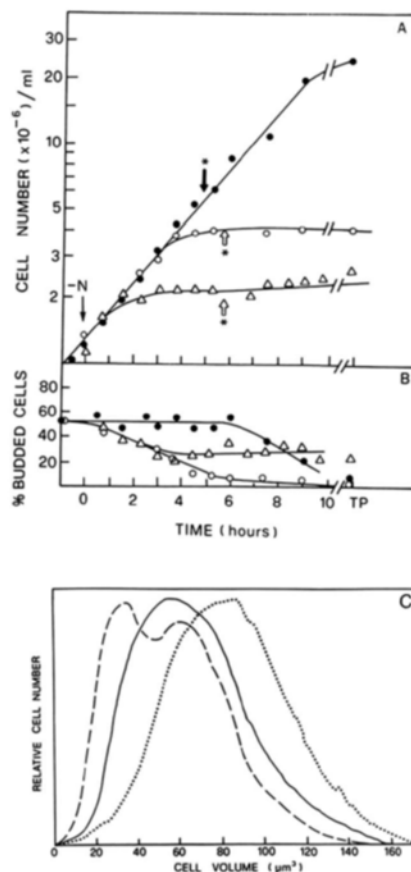 A
30
20
10
5
4
3
2
CELL NUMBER (x10⁻⁶)/ml
-N
*
*
*
B
80
60
40
20
% BUDDED CELLS
0 2 4 6 8 10 TP
TIME (hours)
C
RELATIVE CELL NUMBER
0 20 40 60 80 100 120 140 160
CELL VOLUME (μm³)